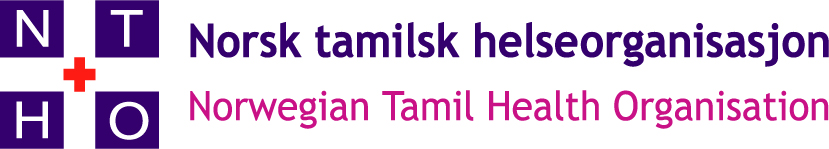 N T
H O
Norsk tamilsk helseorganisasjon
Norwegian Tamil Health Organisation